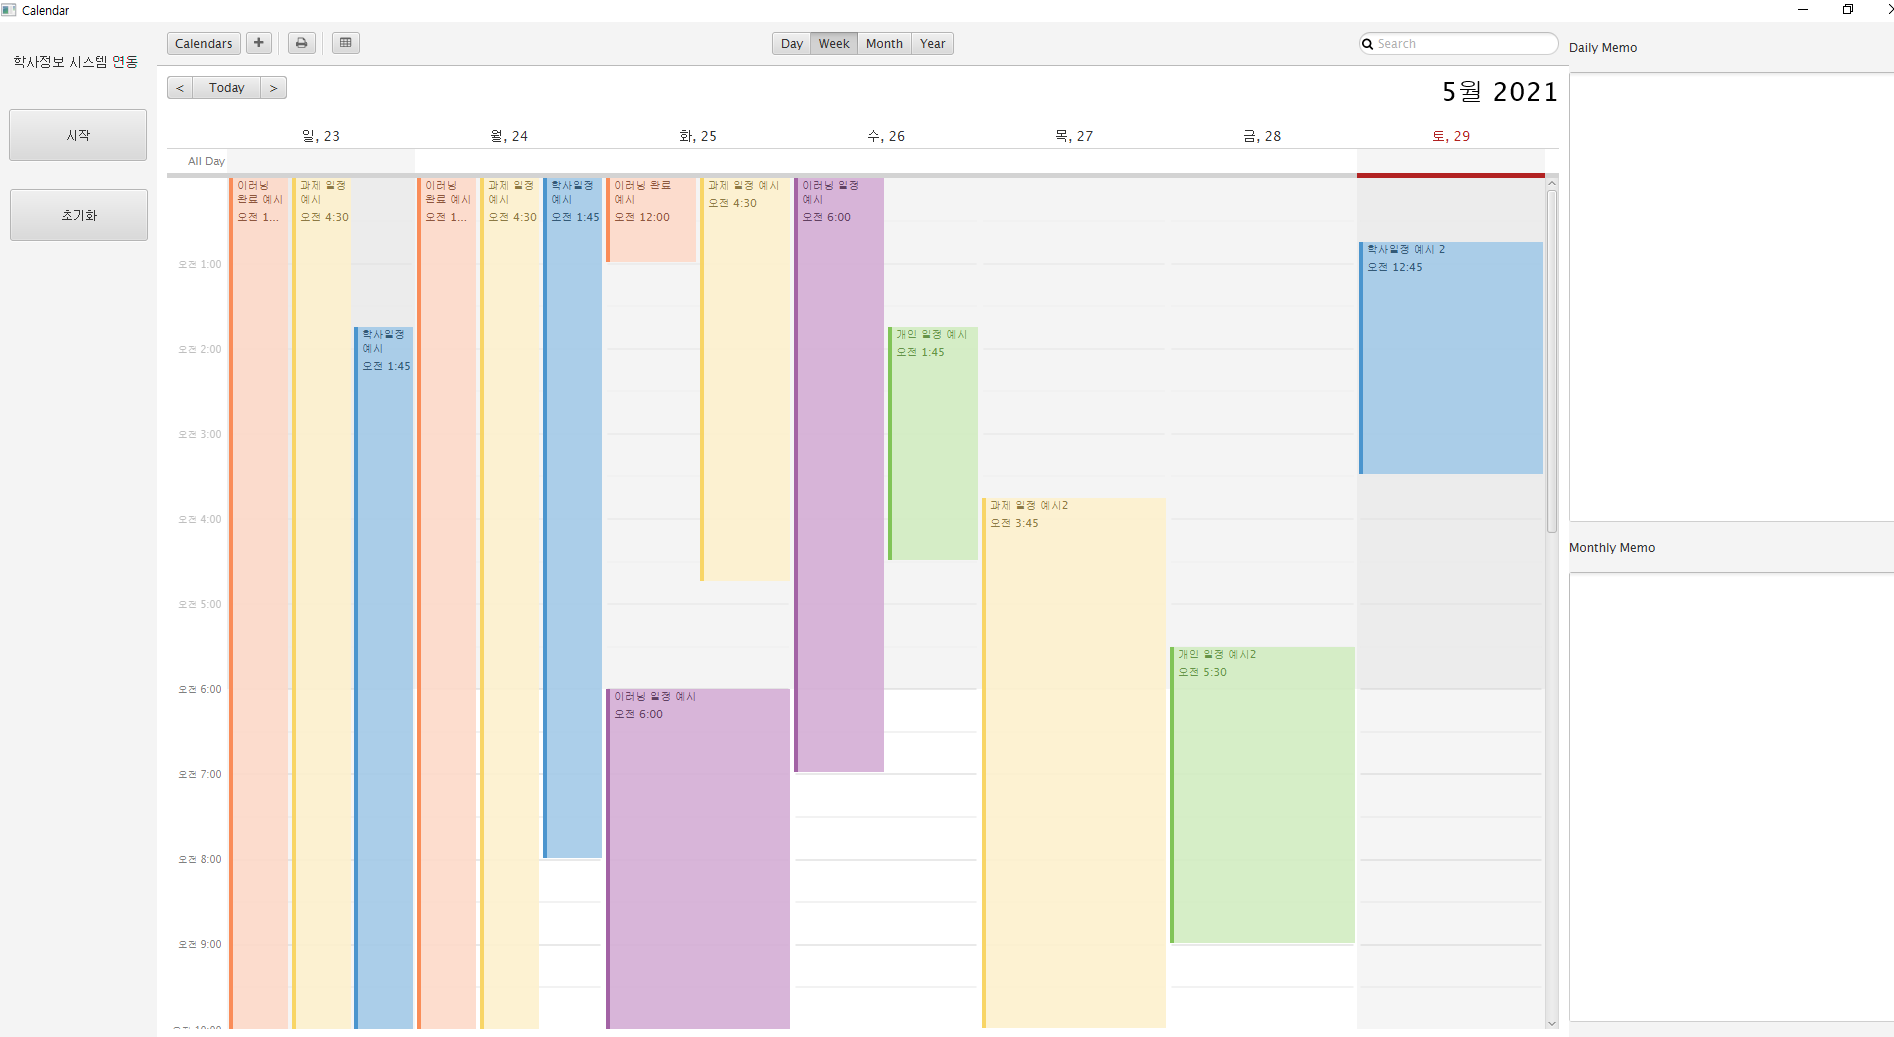 Calendar
학사정보 시스템 연동
시작
초기화
Calendars
Day Week Month Year
Search
< Today >
5월 2021
일, 23 월, 24 화, 25 수, 26 목, 27 금, 28 토, 29
All Day
오전 1:00
오전 2:00
오전 3:00
오전 4:00
오전 5:00
오전 6:00
오전 7:00
오전 8:00
오전 9:00
이러닝
완료 예시
오전 1...
과제 일정
예시
오전 4:30
학사일정
예시
오전 1:45
이러닝
완료 예시
오전 1...
과제 일정
예시
오전 4:30
학사일정
예시
오전 1:45
이러닝 완료
예시
오전 12:00
과제 일정 예시
오전 4:30
이러닝 일정 예시
오전 6:00
이러닝 일정
예시
오전 6:00
개인 일정 예시
오전 1:45
과제 일정 예시2
오전 3:45
개인 일정 예시2
오전 5:30
학사일정 예시 2
오전 12:45
Daily Memo
Monthly Memo